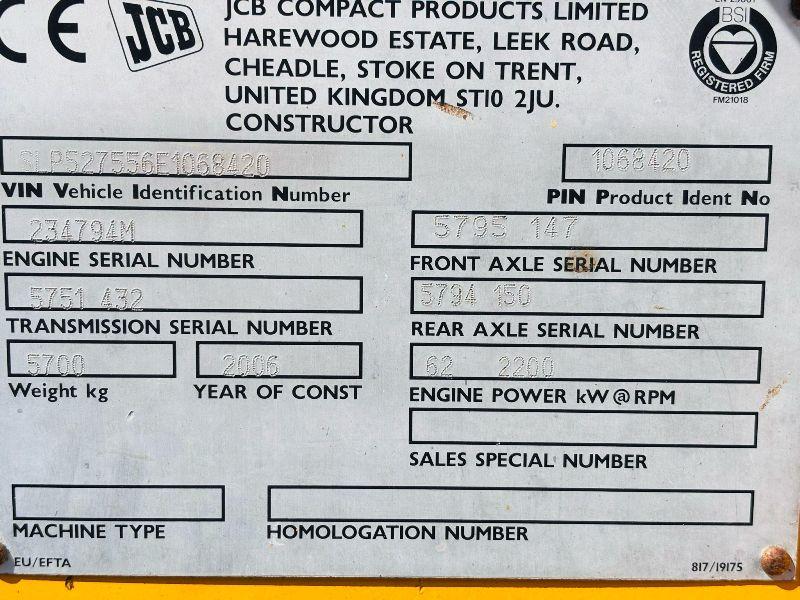 CE
JCB
JCB COMPACT PRODUCTS LIMITED
HAREWOOD ESTATE, LEEK ROAD,
CHEADLE, STOKE ON TRENT,
UNITED KINGDOM ST10 2JU.
CONSTRUCTOR
BSI
REGISTERED FIRM
FM21018
SLP527556E1068420
VIN Vehicle Identification Number
1068420
PIN Product Ident No
234794M
ENGINE SERIAL NUMBER
5795 147
FRONT AXLE SERIAL NUMBER
5751 432
TRANSMISSION SERIAL NUMBER
5794 150
REAR AXLE SERIAL NUMBER
5700
Weight kg
2006
YEAR OF CONST
62 2200
ENGINE POWER kW@RPM
SALES SPECIAL NUMBER
MACHINE TYPE
HOMOLOGATION NUMBER
EU/EFTA
817/19175